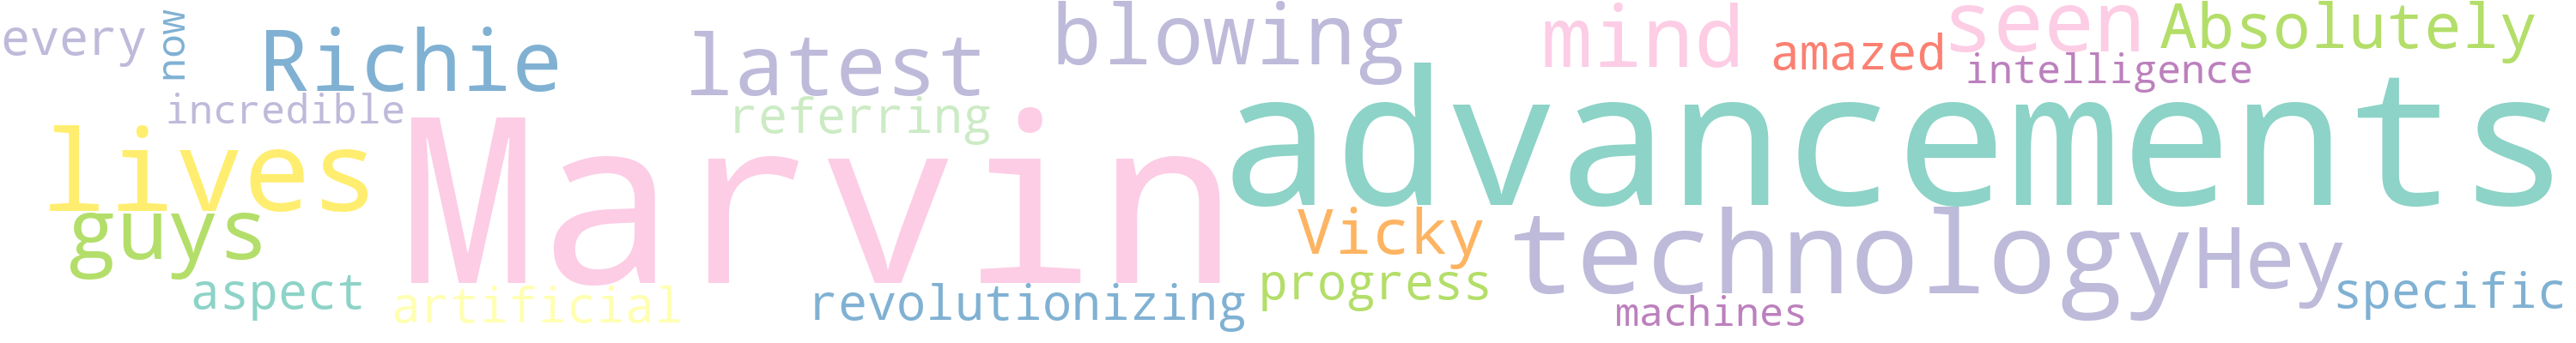 every
now
Richie
latest
blowing
mind
amazed
seen
Absolutely
intelligence
incredible
referring
lives
Marvin
advancements
guys
Vicky
technology
Hey
aspect
artificial
revolutionizing
progress
machines
specific